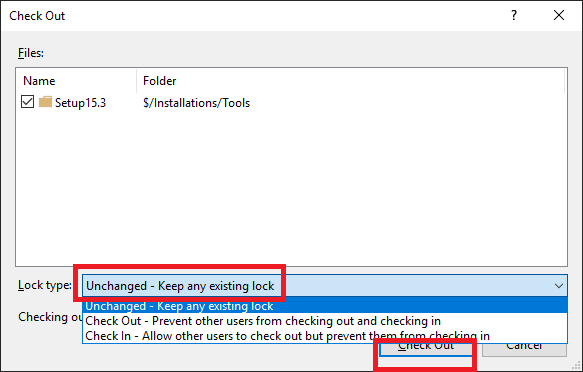 Check Out
?
Files:
Name Folder
Setup15.3 $/Installations/Tools
Lock type: Unchanged - Keep any existing lock
Unchanged - Keep any existing lock
Checking ou
Check Out - Prevent other users from checking out and checking in
Check In - Allow other users to check out but prevent them from checking in
Check Out Cancel